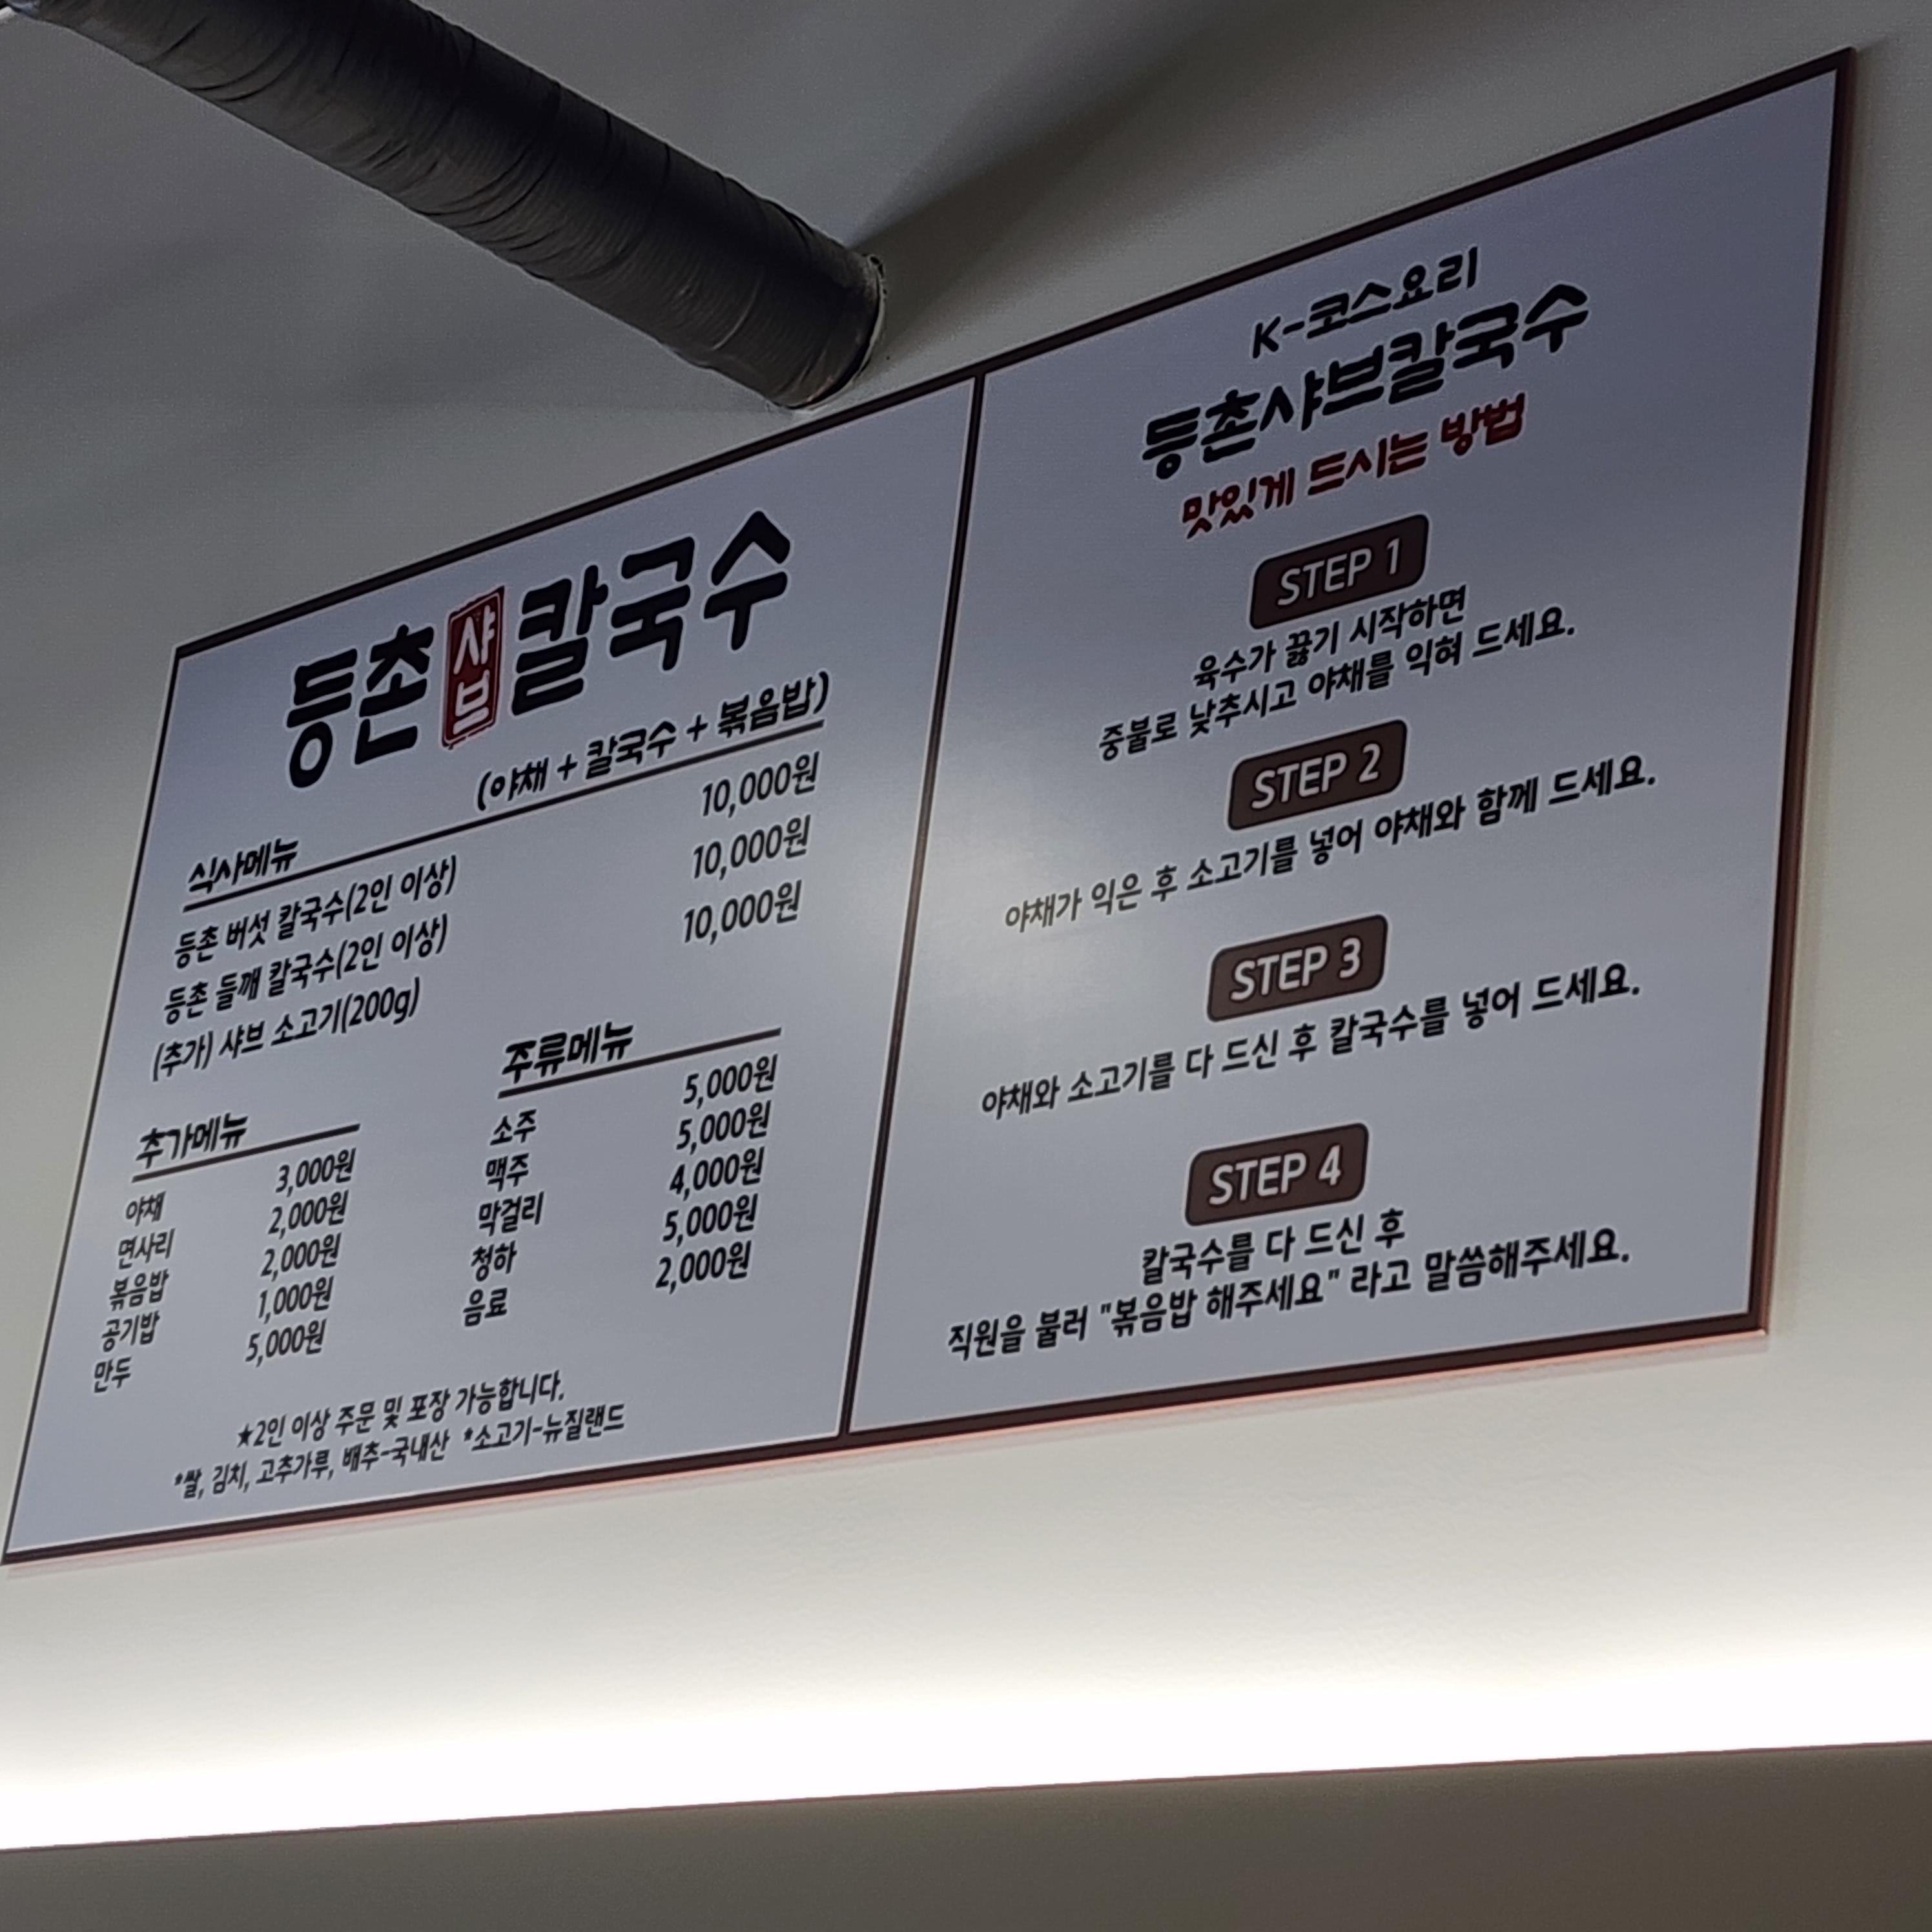 등촌샤브칼국수
(야채 + 칼국수 + 볶음밥)
식사메뉴
등촌 버섯 칼국수(2인 이상) 10,000원
등촌 들깨 칼국수(2인 이상) 10,000원
(추가) 샤브 소고기(200g) 10,000원
추가메뉴
야채 3,000원
면사리 2,000원
볶음밥 2,000원
공기밥 1,000원
만두 5,000원
주류메뉴
소주 5,000원
맥주 5,000원
막걸리 4,000원
청하 5,000원
음료 2,000원
★2인 이상 주문 및 포장 가능합니다.
*쌀, 김치, 고추가루, 배추-국내산 *소고기-뉴질랜드
K-코스요리
등촌샤브칼국수
맛있게 드시는 방법
STEP 1
육수가 끓기 시작하면
중불로 낮추시고 야채를 익혀 드세요.
STEP 2
야채가 익은 후 소고기를 넣어 야채와 함께 드세요.
STEP 3
야채와 소고기를 다 드신 후 칼국수를 넣어 드세요.
STEP 4
칼국수를 다 드신 후
직원을 불러 "볶음밥 해주세요" 라고 말씀해주세요.